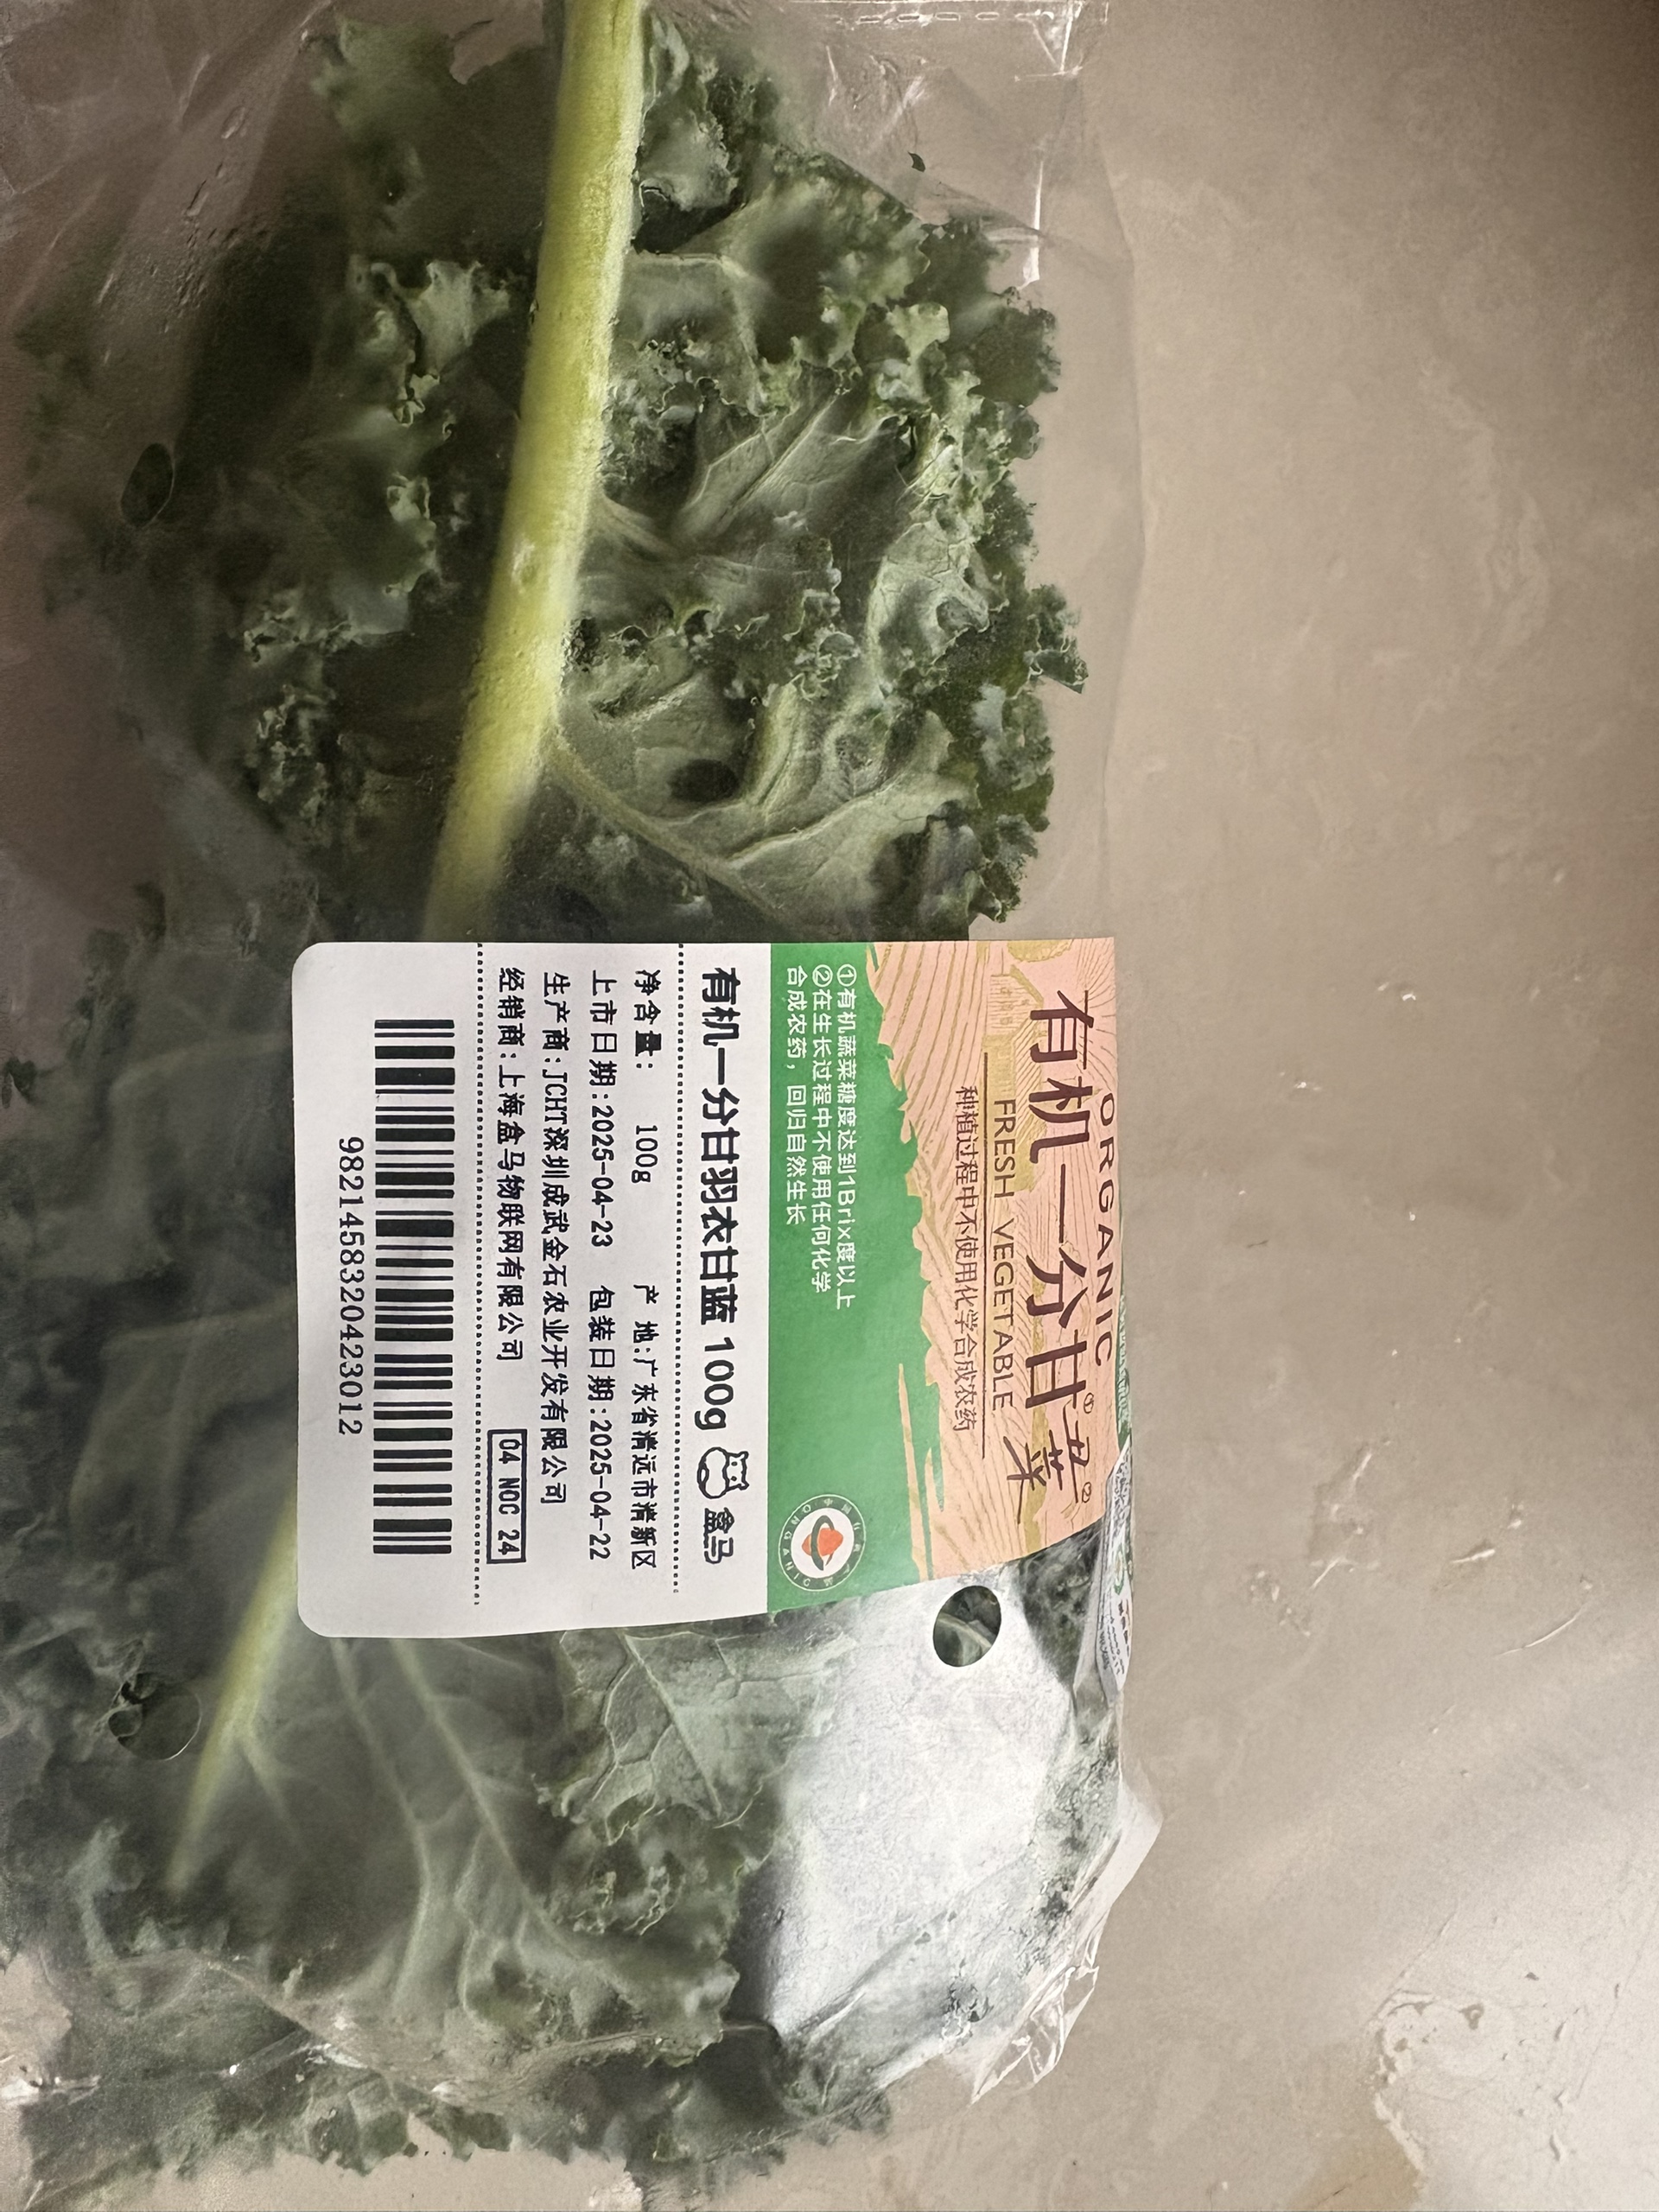 ORGANIC
有机一分甘®菜®
FRESH VEGETABLE
种植过程中不使用化学合成农药
①有机蔬菜糖度达到1Brix度以上
②在生长过程中不使用任何化学
合成农药，回归自然生长
有机一分甘羽衣甘蓝 100g 盒马
净含量: 100g 产 地:广东省清远市清新区
上市日期:2025-04-23 包装日期:2025-04-22
生产商:JCHT深圳成武金石农业开发有限公司
经销商:上海盒马物联网有限公司 04 NOC 24
9821458320423012